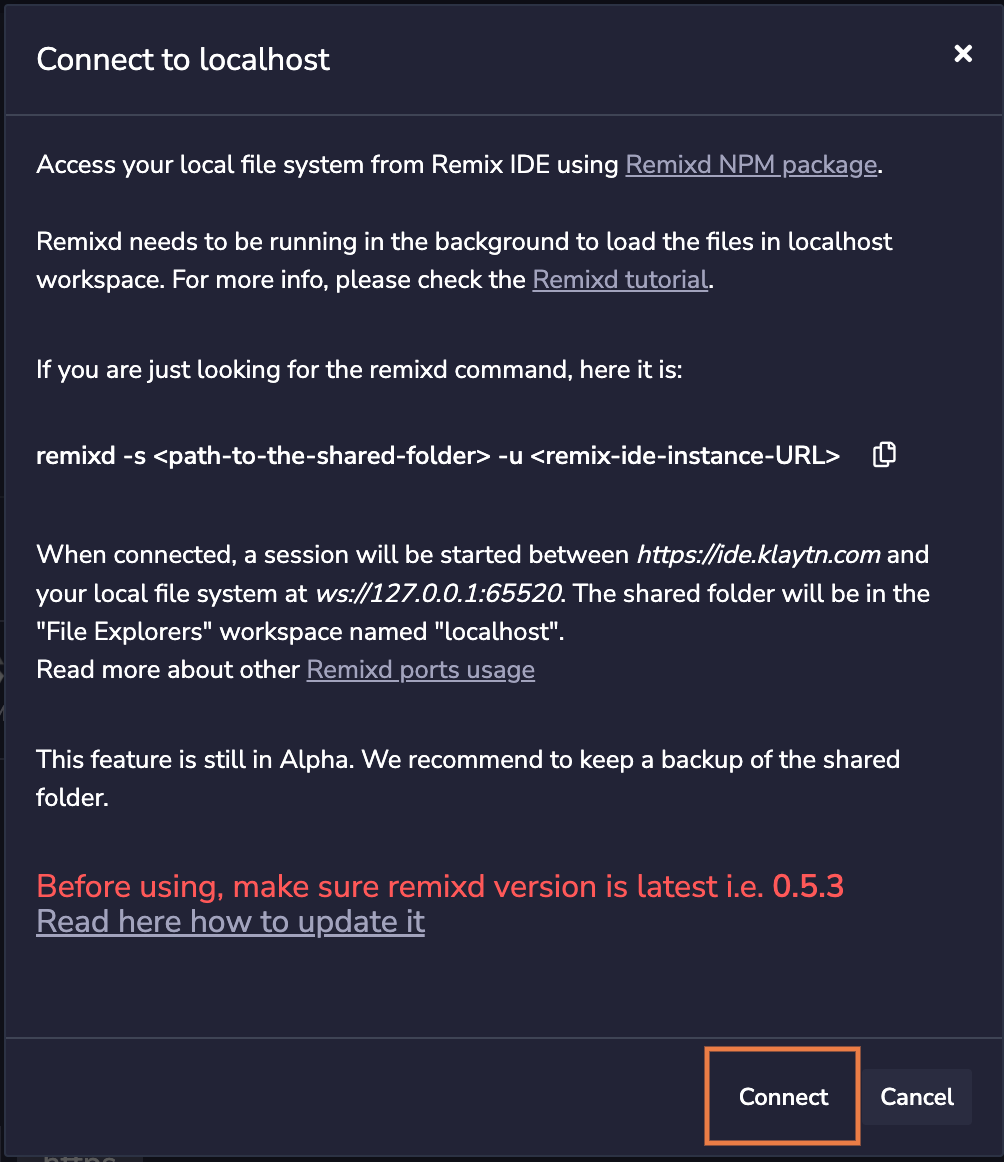 Connect to localhost
Access your local file system from Remix IDE using Remixd NPM package.
Remixd needs to be running in the background to load the files in localhost
workspace. For more info, please check the Remixd tutorial.
If you are just looking for the remixd command, here it is:
remixd -s <path-to-the-shared-folder> -u <remix-ide-instance-URL>
When connected, a session will be started between https://ide.klaytn.com and
your local file system at ws://127.0.0.1:65520. The shared folder will be in the
"File Explorers" workspace named "localhost".
Read more about other Remixd ports usage
This feature is still in Alpha. We recommend to keep a backup of the shared
folder.
Before using, make sure remixd version is latest i.e. 0.5.3
Read here how to update it
Connect Cancel